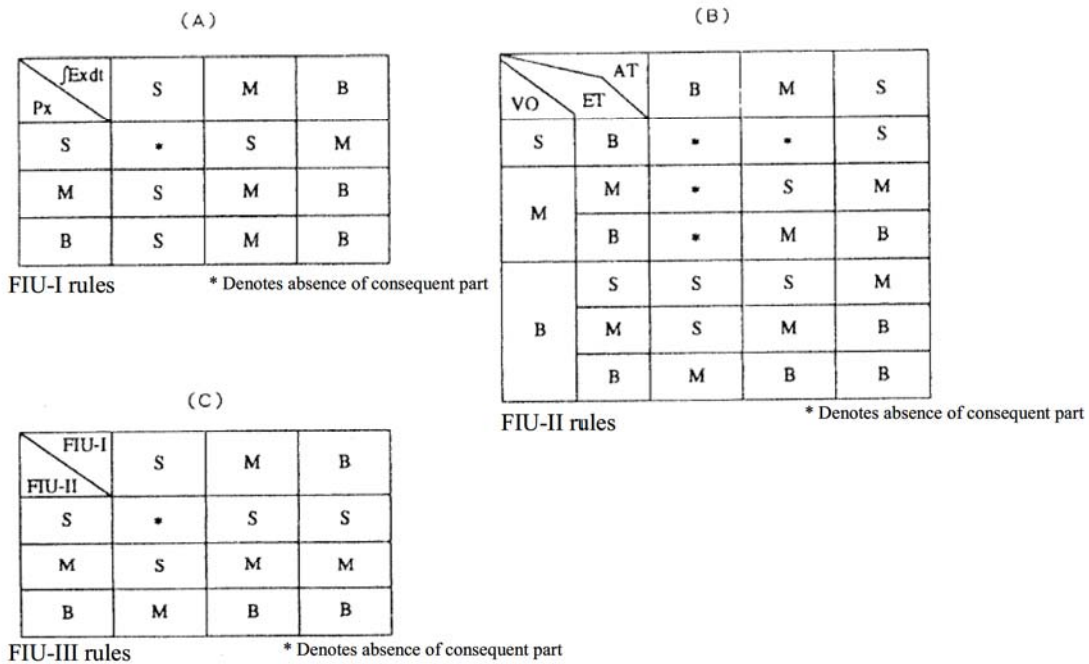 (A)
∫Exdt S M B
Px
S * S M
M S M B
B S M B
FIU-I rules * Denotes absence of consequent part
(B)
AT B M S
VO ET
S B * * S
M M * S M
B * M B
B S S S M
M S M B
B M B B
FIU-II rules * Denotes absence of consequent part
(C)
FIU-I S M B
FIU-II
S * S S
M S M M
B M B B
FIU-III rules * Denotes absence of consequent part